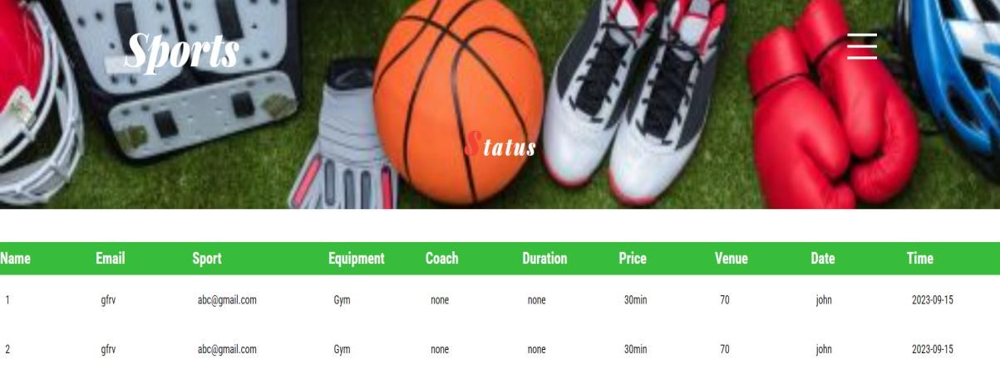 Sports
Status
Name Email Sport Equipment Coach Duration Price Venue Date Time
1 gfrv abc@gmail.com Gym none none 30min 70 john 2023-09-15
2 gfrv abc@gmail.com Gym none none 30min 70 john 2023-09-15